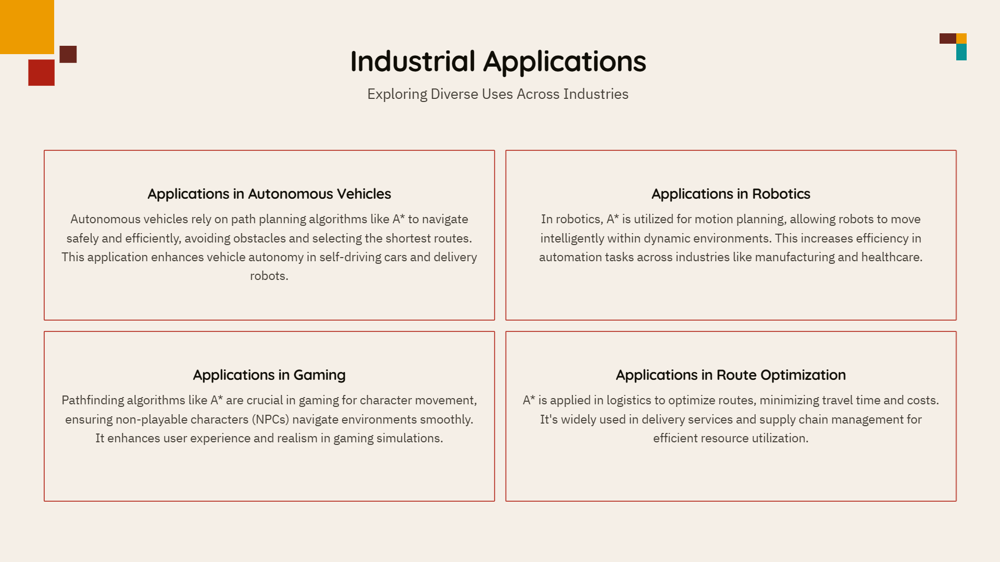 Industrial Applications
Exploring Diverse Uses Across Industries
Applications in Autonomous Vehicles
Autonomous vehicles rely on path planning algorithms like A* to navigate
safely and efficiently, avoiding obstacles and selecting the shortest routes.
This application enhances vehicle autonomy in self-driving cars and delivery
robots.
Applications in Robotics
In robotics, A* is utilized for motion planning, allowing robots to move
intelligently within dynamic environments. This increases efficiency in
automation tasks across industries like manufacturing and healthcare.
Applications in Gaming
Pathfinding algorithms like A* are crucial in gaming for character movement,
ensuring non-playable characters (NPCs) navigate environments smoothly.
It enhances user experience and realism in gaming simulations.
Applications in Route Optimization
A* is applied in logistics to optimize routes, minimizing travel time and costs.
It's widely used in delivery services and supply chain management for
efficient resource utilization.